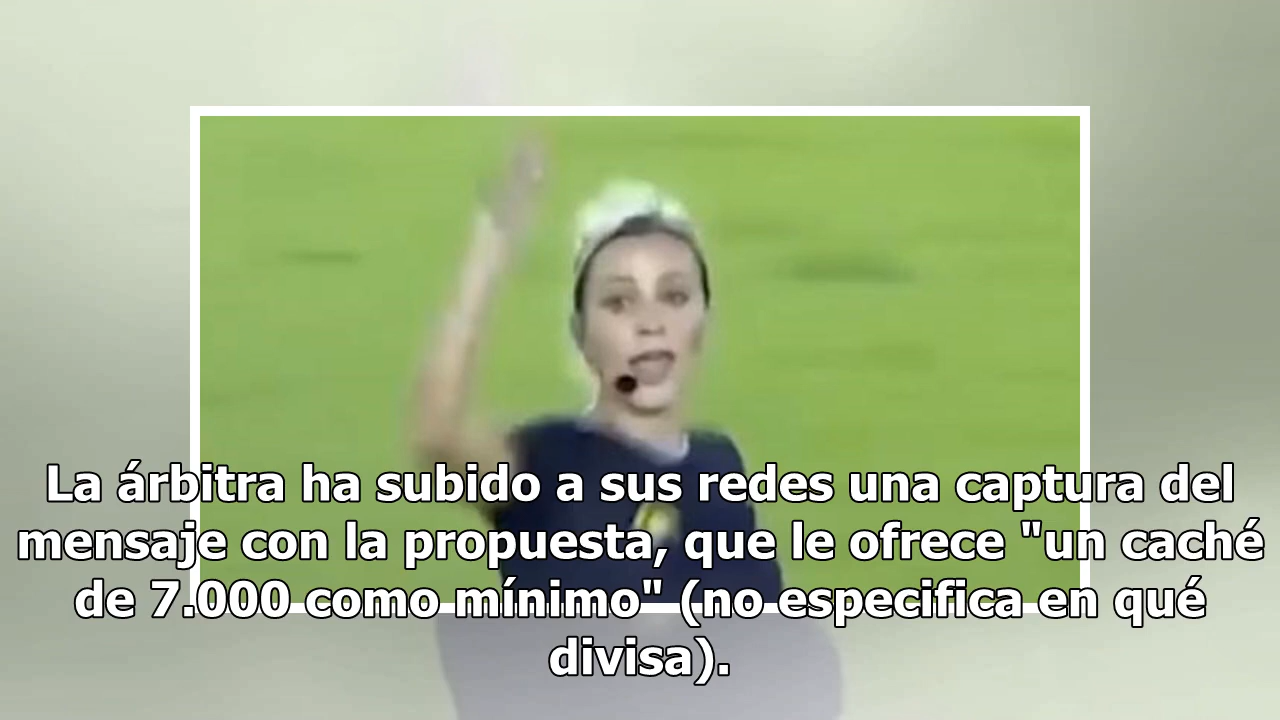 La árbitra ha subido a sus redes una captura del
mensaje con la propuesta, que le ofrece "un caché
de 7.000 como mínimo" (no especifica en qué
divisa).